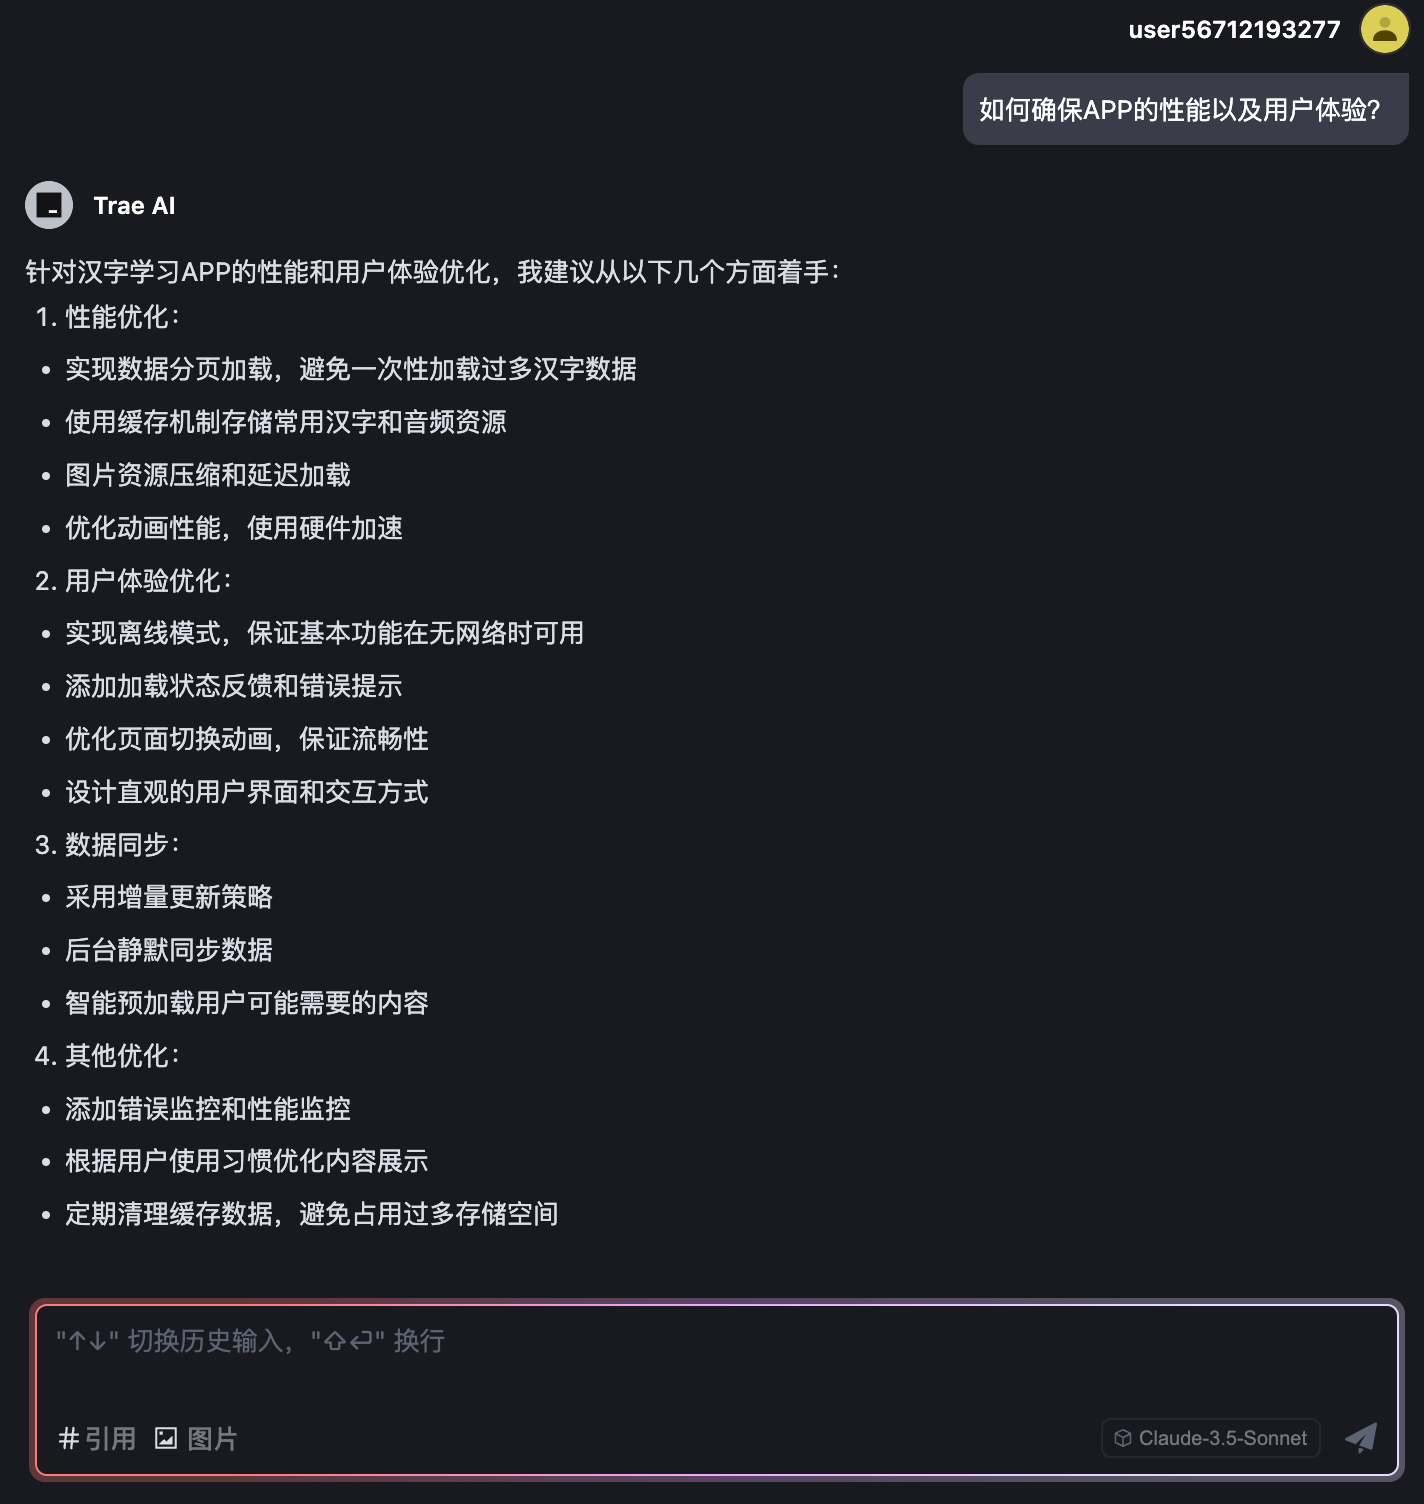 user56712193277
如何确保APP的性能以及用户体验?
Trae AI
针对汉字学习APP的性能和用户体验优化，我建议从以下几个方面着手：
1. 性能优化：
• 实现数据分页加载，避免一次性加载过多汉字数据
• 使用缓存机制存储常用汉字和音频资源
• 图片资源压缩和延迟加载
• 优化动画性能，使用硬件加速
2. 用户体验优化：
• 实现离线模式，保证基本功能在无网络时可用
• 添加加载状态反馈和错误提示
• 优化页面切换动画，保证流畅性
• 设计直观的用户界面和交互方式
3. 数据同步：
• 采用增量更新策略
• 后台静默同步数据
• 智能预加载用户可能需要的内容
4. 其他优化：
• 添加错误监控和性能监控
• 根据用户使用习惯优化内容展示
• 定期清理缓存数据，避免占用过多存储空间
"↑↓" 切换历史输入，"⇧⏎" 换行
# 引用 图片 Claude-3.5-Sonnet